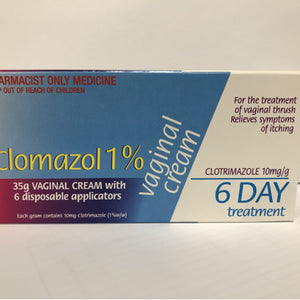 ARMACIST ONLY MEDICINE
P OUT OF REACH OF CHILDREN
Clomazol 1%
35g VAGINAL CREAM with
6 disposable applicators
Each gram contains 10mg Clotrimazole (1%w/w)
vaginal
cream
For the treatment
of vaginal thrush
Relieves symptoms
of itching
CLOTRIMAZOLE 10mg/g
6 DAY
treatment